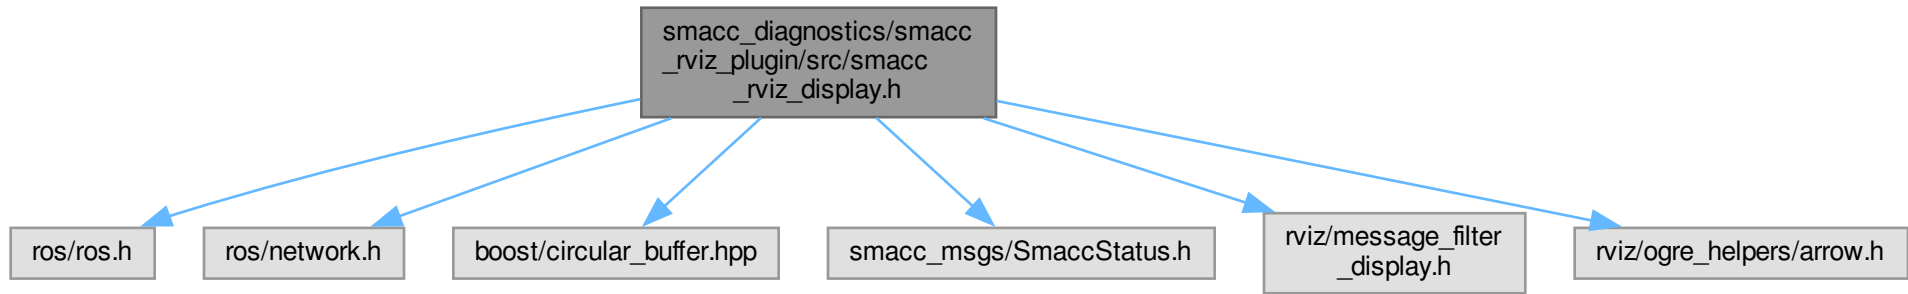 smacc_diagnostics/smacc
_rviz_plugin/src/smacc
_rviz_display.h
ros/ros.h
ros/network.h
boost/circular_buffer.hpp
smacc_msgs/SmaccStatus.h
rviz/message_filter
_display.h
rviz/ogre_helpers/arrow.h